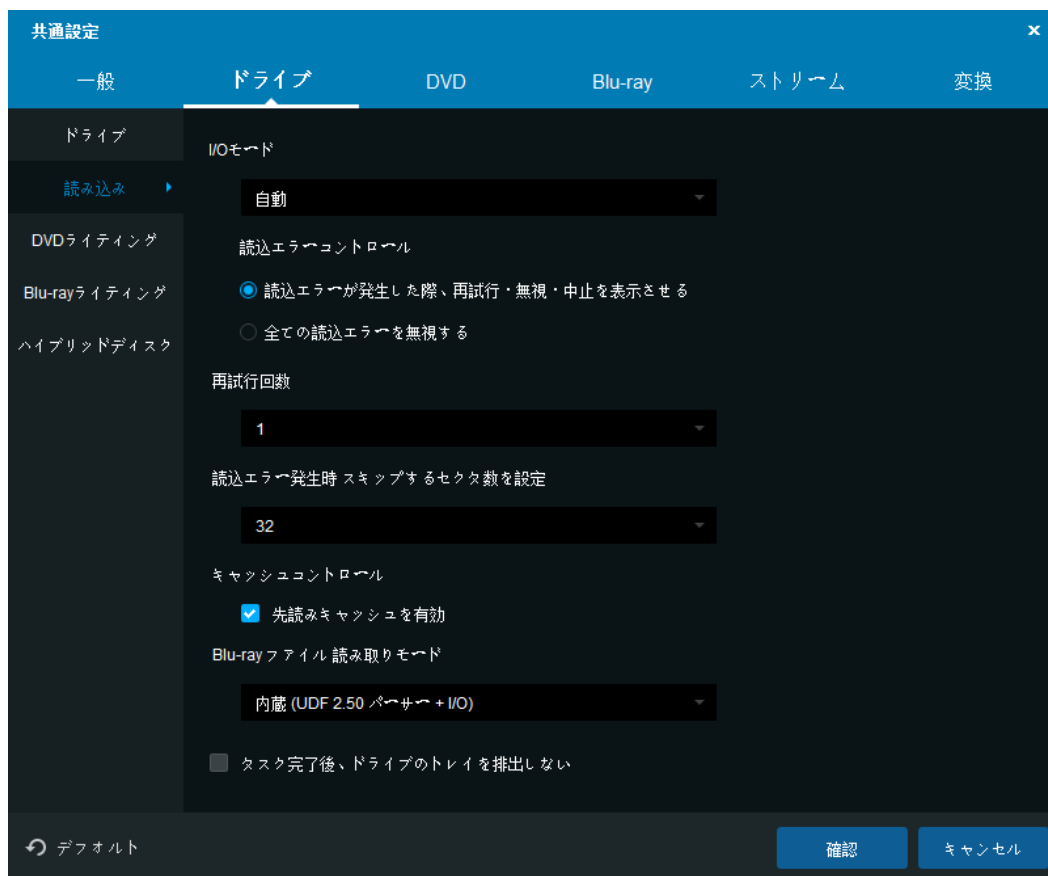 共通設定
一般 ドライブ DVD Blu-ray ストリーム 変換
ドライブ
読み込み
DVDライティング
Blu-rayライティング
ハイブリッドディスク
I/Oモード
自動
読込エラーコントロール
読込エラーが発生した際、再試行・無視・中止を表示させる
全ての読込エラーを無視する
再試行回数
1
読込エラー発生時 スキップするセクタ数を設定
32
キャッシュコントロール
先読みキャッシュを有効
Blu-rayファイル 読み取りモード
内蔵 (UDF 2.50 パーサー + I/O)
タスク完了後、ドライブのトレイを排出しない
デフォルト
確認 キャンセル